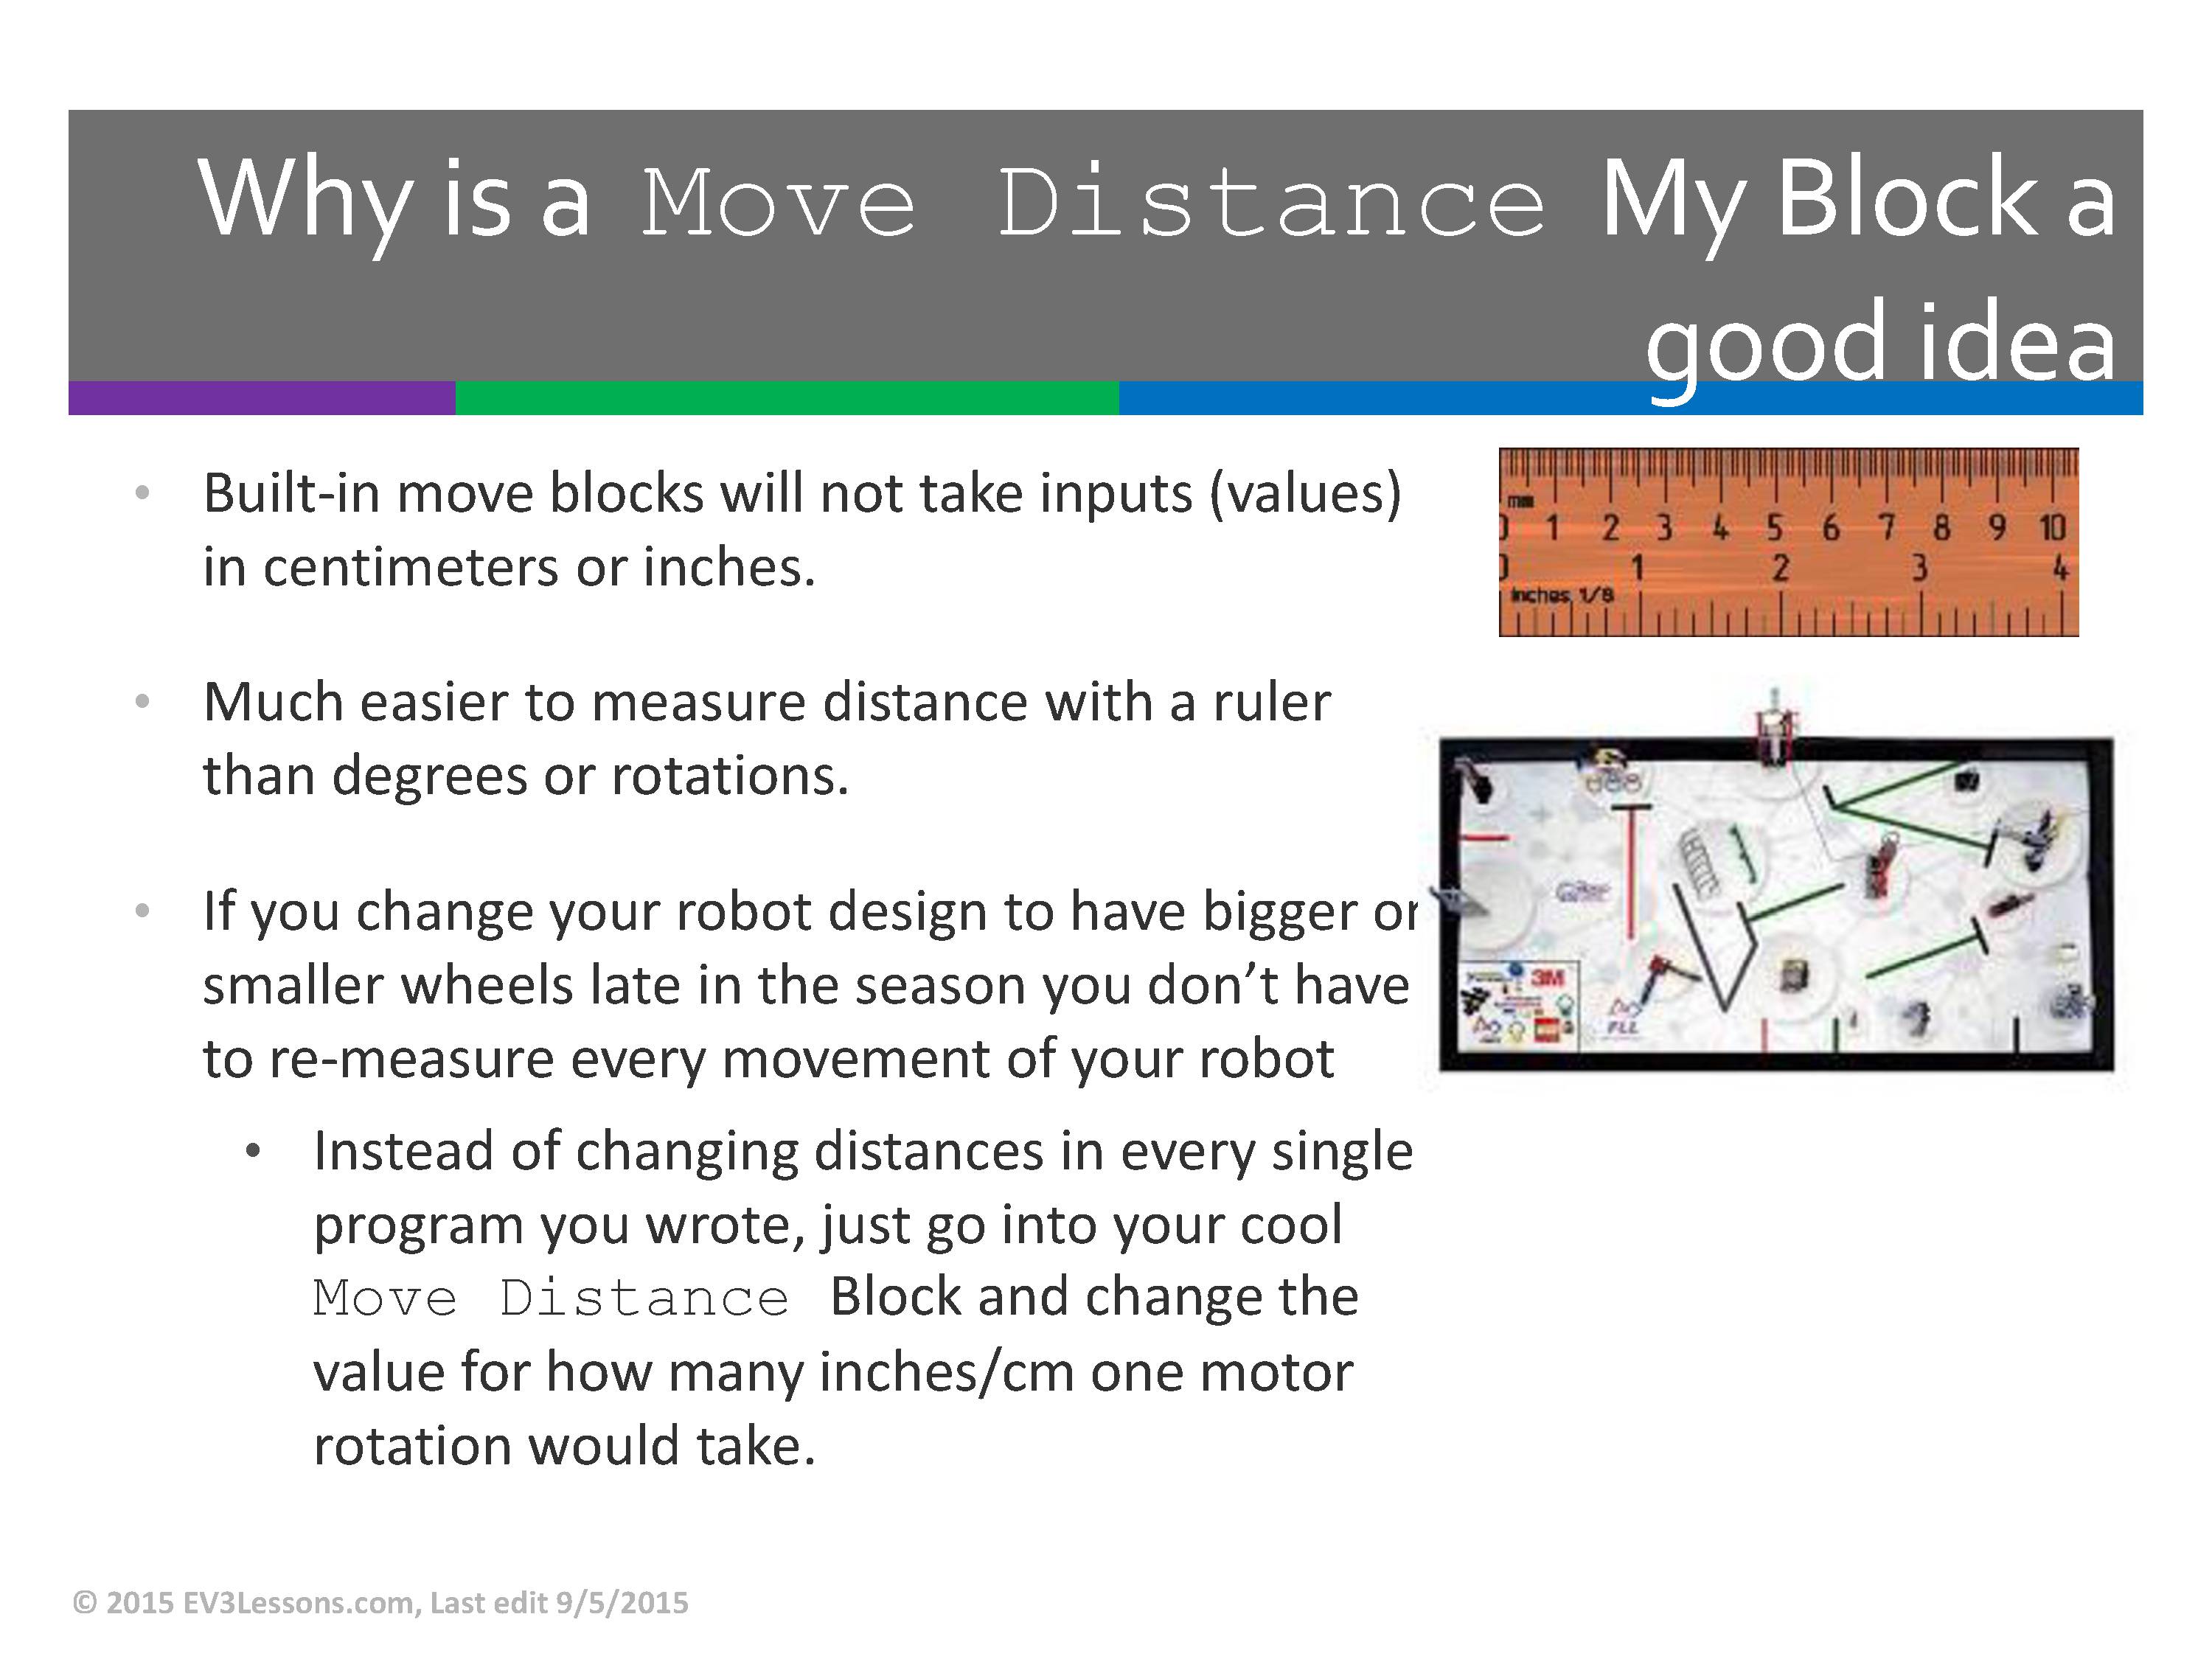 Why is a Move Distance My Block a
good idea
• Built-in move blocks will not take inputs (values)
in centimeters or inches.
• Much easier to measure distance with a ruler
than degrees or rotations.
• If you change your robot design to have bigger or
smaller wheels late in the season you don’t have
to re-measure every movement of your robot
• Instead of changing distances in every single
program you wrote, just go into your cool
Move Distance Block and change the
value for how many inches/cm one motor
rotation would take.
mm
0 1 2 3 4 5 6 7 8 9 10
0 1 2 3 4
inches 1/8
3M
FLL
© 2015 EV3Lessons.com, Last edit 9/5/2015